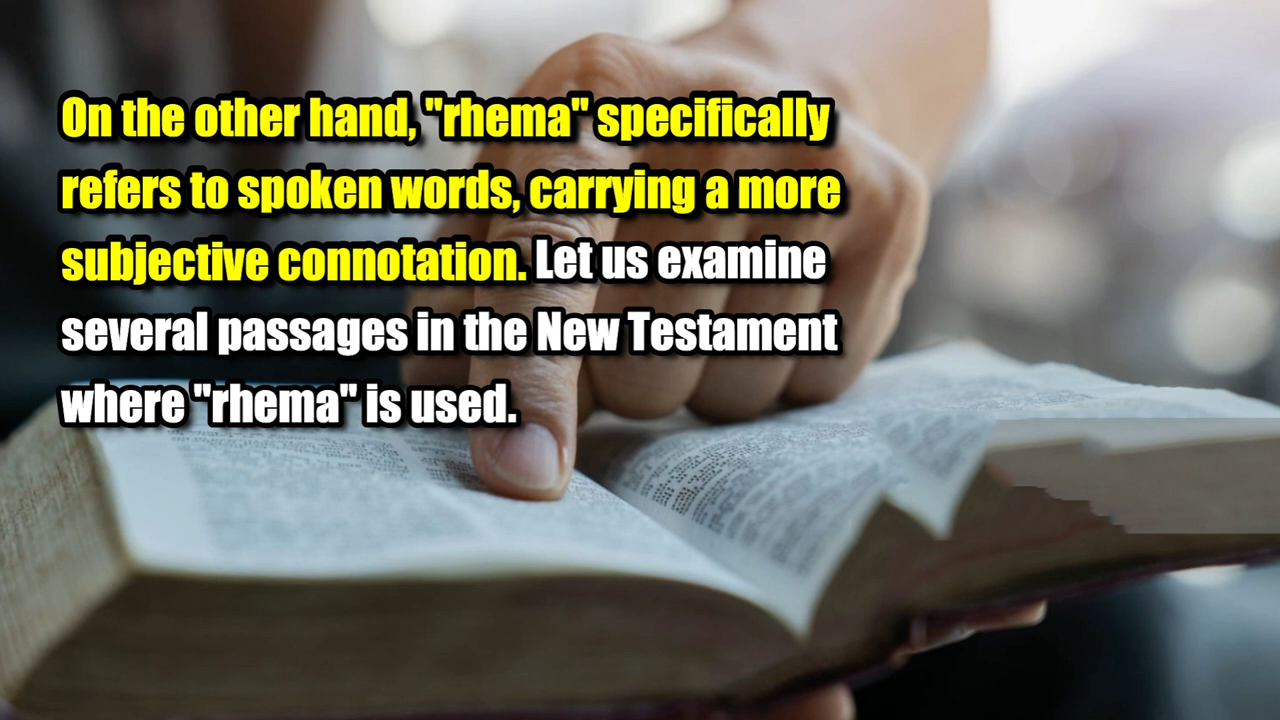 On the other hand, "rhema" specifically
refers to spoken words, carrying a more
subjective connotation. Let us examine
several passages in the New Testament
where "rhema" is used.